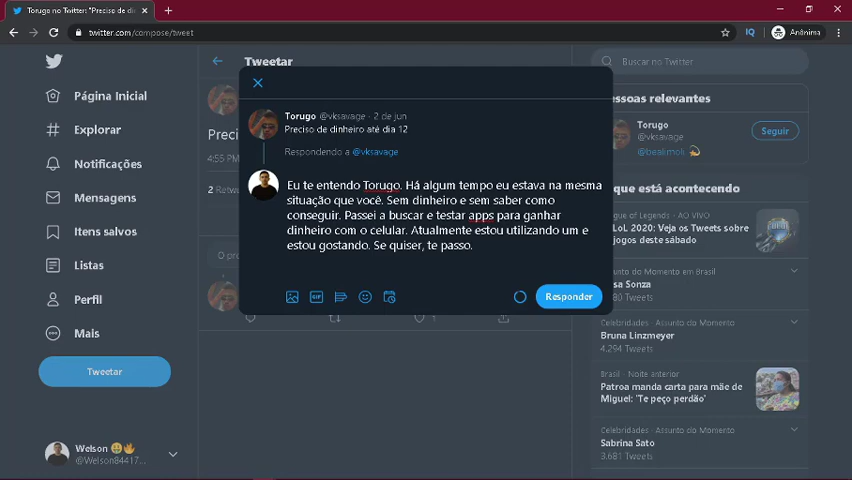 Torugo no Twitter: "Preciso de di
twitter.com/compose/tweet
IQ
Anônima
Tweetar
Buscar no Twitter
Página Inicial
Explorar
Notificações
Mensagens
Itens salvos
Listas
Perfil
Mais
Tweetar
Welson
@Welson84417...
Preci
4:55 PM
2 Retw
O pro
Torugo @vksavage · 2 de jun
Preciso de dinheiro até dia 12
Respondendo a @vksavage
Eu te entendo Torugo. Há algum tempo eu estava na mesma
situação que você. Sem dinheiro e sem saber como
conseguir. Passei a buscar e testar apps para ganhar
dinheiro com o celular. Atualmente estou utilizando um e
estou gostando. Se quiser, te passo.
GIF
Responder
1
essoas relevantes
Torugo
@vksavage
Seguir
@bealimoli
que está acontecendo
gue of Legends · AO VIVO
LoL 2020: Veja os Tweets sobre
jogos deste sábado
unto do Momento em Brasil
sa Sonza
80 Tweets
Celebridades · Assunto do Momento
Bruna Linzmeyer
4.294 Tweets
Brasil · Noite anterior
Patroa manda carta para mãe de
Miguel: 'Te peço perdão'
Celebridades · Assunto do Momento
Sabrina Sato
3.681 Tweets